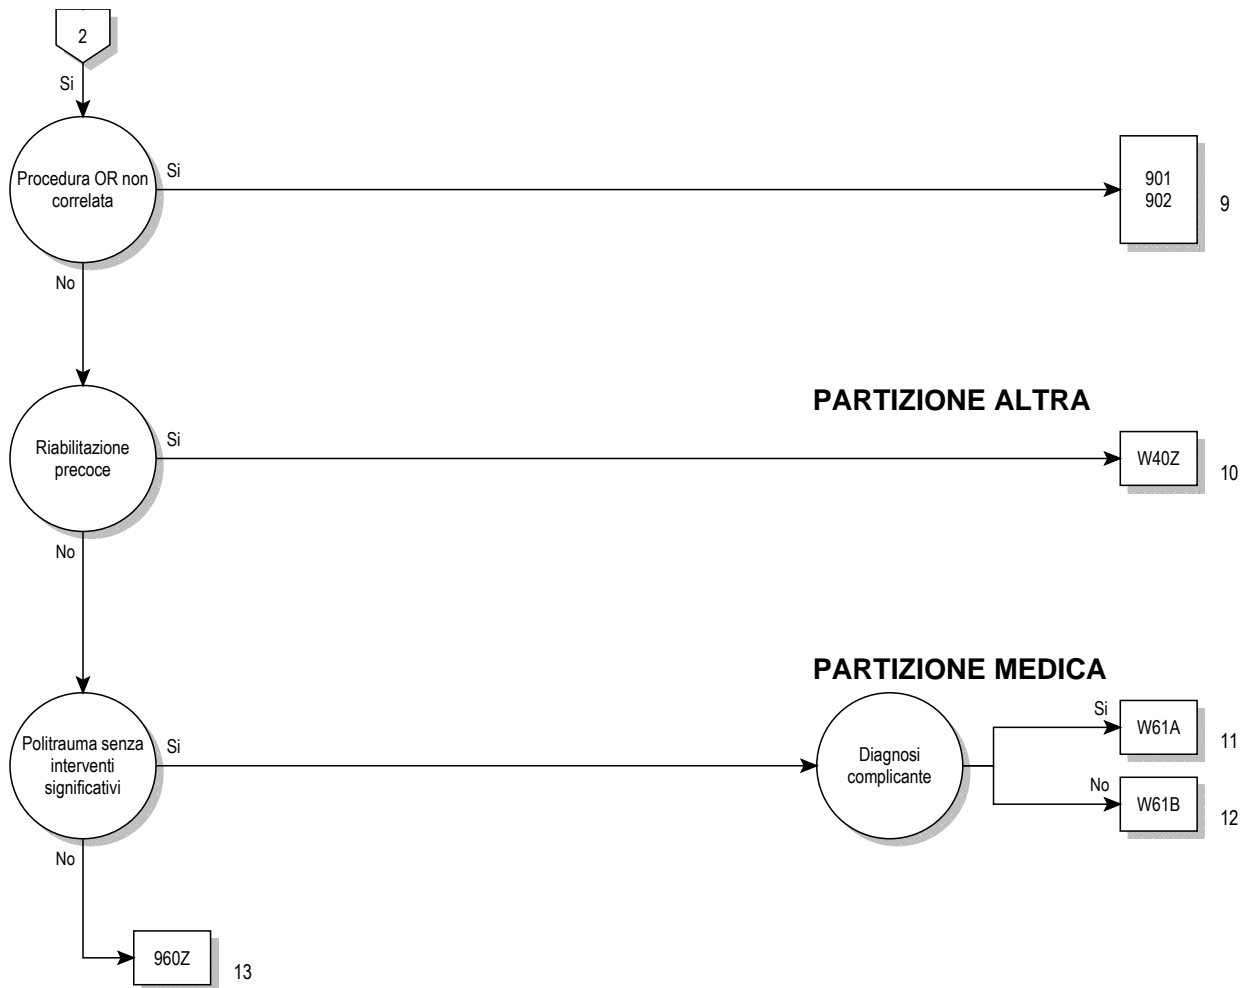 2
Si
Procedura OR non
correlata
Si
901
902
9
No
PARTIZIONE ALTRA
Riabilitazione
precoce
Si
W40Z
10
No
PARTIZIONE MEDICA
Politrauma senza
interventi
significativi
Si
Diagnosi
complicante
Si
W61A
11
No
W61B
12
No
960Z
13